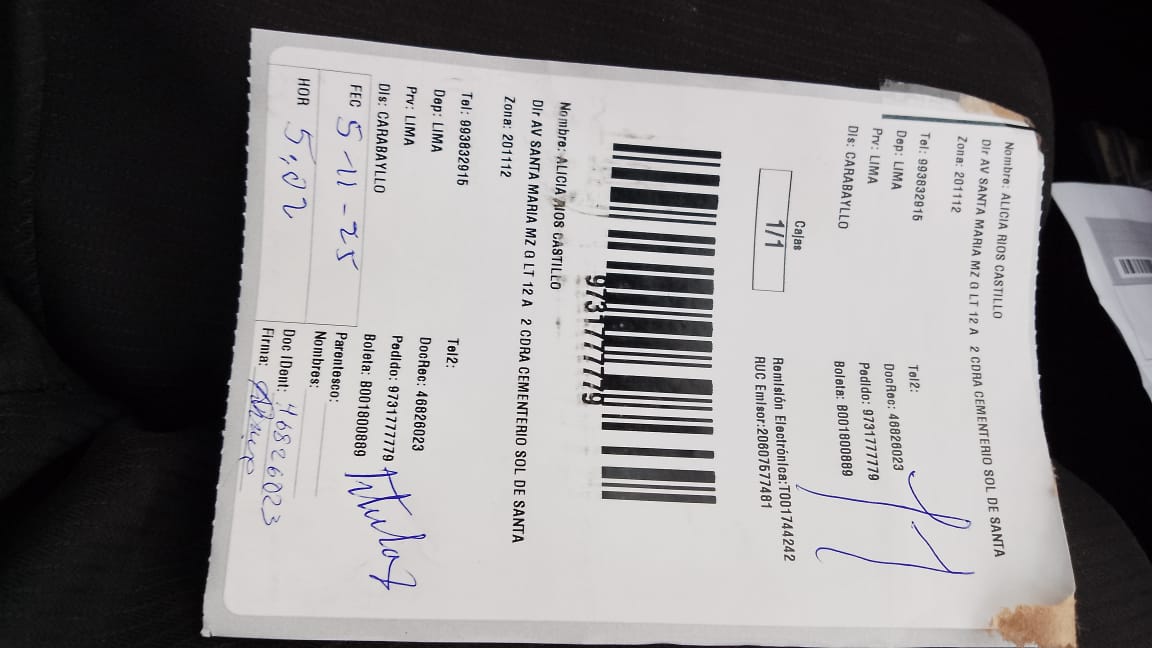 Nombre: ALICIA RIOS CASTILLO
Dir AV SANTA MARIA MZ G LT 12 A 2 CDRA CEMENTERIO SOL DE SANTA
Zona: 201112
Tel: 993832915 Tel2:
Dep: LIMA DocRec: 46826023
Prv: LIMA Pedido: 9731777779
Dis: CARABAYLLO Boleta: B001800889
Cajas
1/1
Remisión Electrónica:T001744242
RUC Emisor:20607577481
9731777779
Nombre: ALICIA RIOS CASTILLO
Dir AV SANTA MARIA MZ G LT 12 A 2 CDRA CEMENTERIO SOL DE SANTA
Zona: 201112
Tel: 993832915 Tel2:
Dep: LIMA DocRec: 46826023
Prv: LIMA Pedido: 9731777779
Dis: CARABAYLLO Boleta: B001800889
Titular
FEC 5-11-25 Parentesco:
Nombres:
HOR 5:02 Doc IDent: 46826023
Firma: